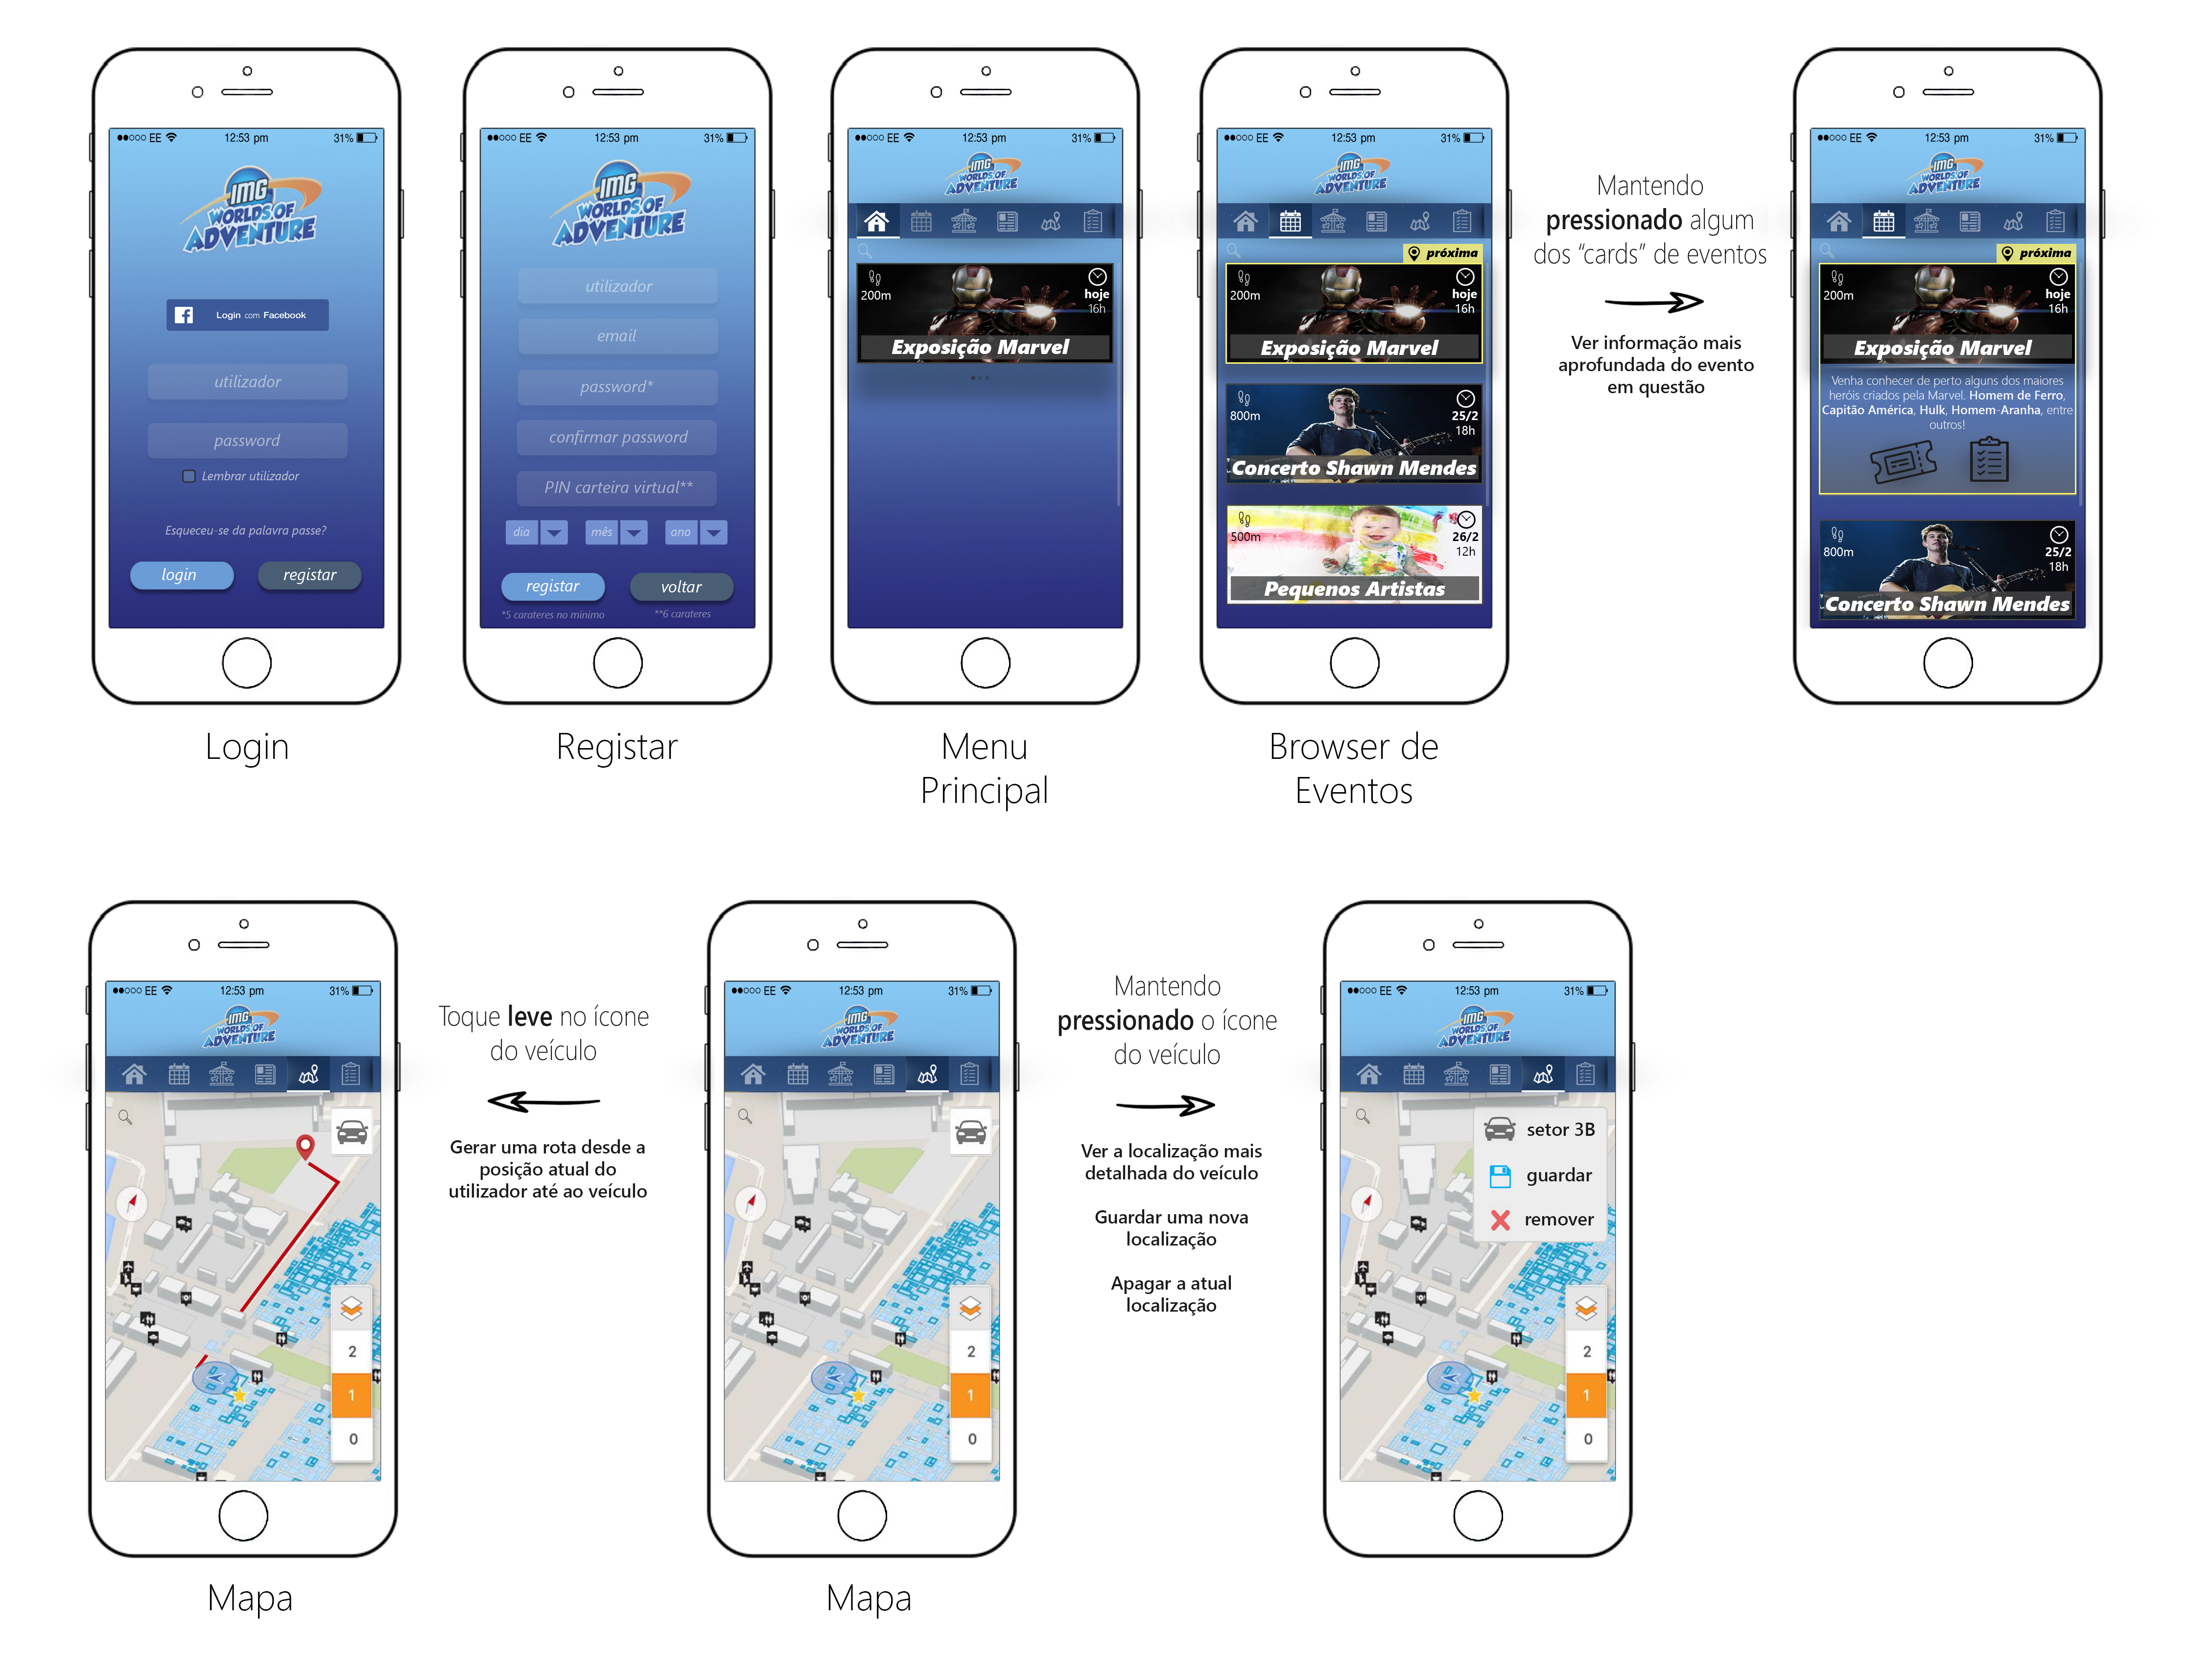 EE 12:53 pm 31%
IMG
WORLDS OF
ADVENTURE
Login com Facebook
utilizador
password
Lembrar utilizador
Esqueceu-se da palavra passe?
login registar
Login
EE 12:53 pm 31%
IMG
WORLDS OF
ADVENTURE
utilizador
email
password*
confirmar password
PIN carteira virtual**
dia mês ano
registar voltar
*5 carateres no mínimo **6 carateres
Registar
EE 12:53 pm 31%
IMG
WORLDS OF
ADVENTURE
200m hoje
16h
Exposição Marvel
Menu
Principal
EE 12:53 pm 31%
IMG
WORLDS OF
ADVENTURE
próxima
200m hoje
16h
Exposição Marvel
800m 25/2
18h
Concerto Shawn Mendes
500m 26/2
12h
Pequenos Artistas
Browser de
Eventos
Mantendo
pressionado algum
dos “cards” de eventos
Ver informação mais
aprofundada do evento
em questão
EE 12:53 pm 31%
IMG
WORLDS OF
ADVENTURE
próxima
200m hoje
16h
Exposição Marvel
Venha conhecer de perto alguns dos maiores
heróis criados pela Marvel. Homem de Ferro,
Capitão América, Hulk, Homem-Aranha, entre
outros!
800m 25/2
18h
Concerto Shawn Mendes
EE 12:53 pm 31%
IMG
WORLDS OF
ADVENTURE
2
1
0
Mapa
Toque leve no ícone
do veículo
Gerar uma rota desde a
posição atual do
utilizador até ao veículo
EE 12:53 pm 31%
IMG
WORLDS OF
ADVENTURE
2
1
0
Mapa
Mantendo
pressionado o ícone
do veículo
Ver a localização mais
detalhada do veículo
Guardar uma nova
localização
Apagar a atual
localização
EE 12:53 pm 31%
IMG
WORLDS OF
ADVENTURE
setor 3B
guardar
remover
2
1
0